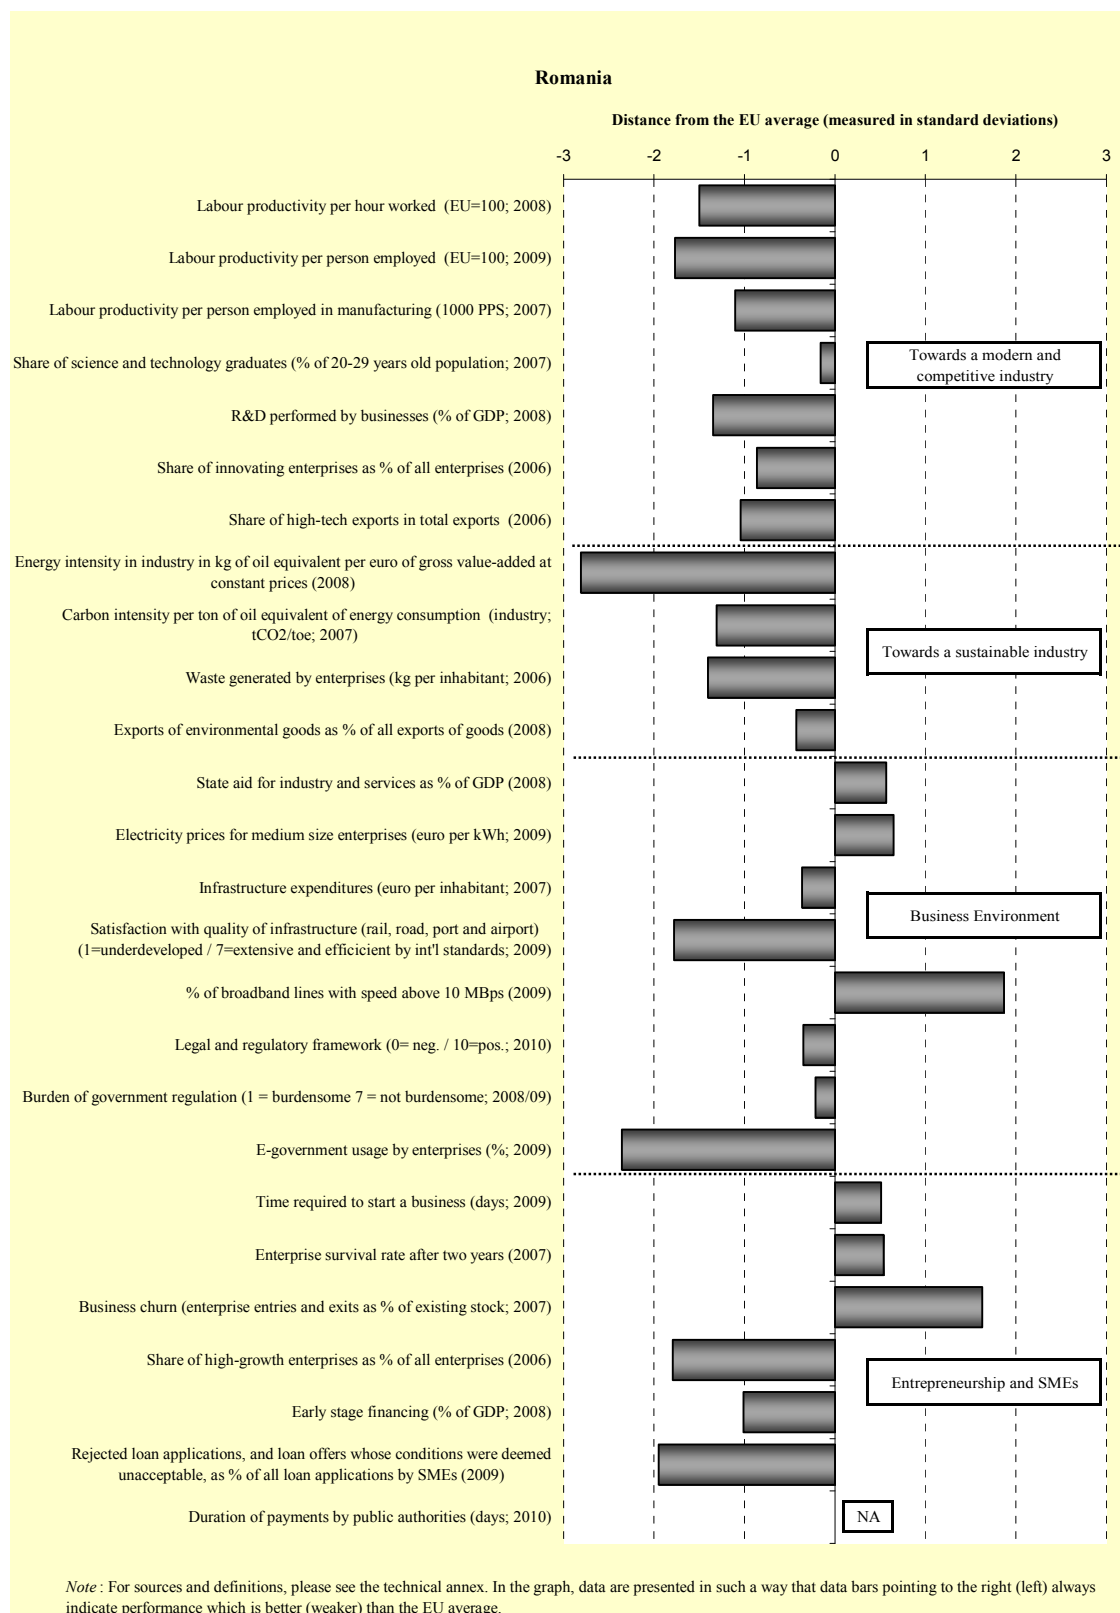 Romania
Distance from the EU average (measured in standard deviations)
-3 -2 -1 0 1 2 3
Labour productivity per hour worked (EU=100; 2008)
Labour productivity per person employed (EU=100; 2009)
Labour productivity per person employed in manufacturing (1000 PPS; 2007)
Share of science and technology graduates (% of 20-29 years old population; 2007)
Towards a modern and
competitive industry
R&D performed by businesses (% of GDP; 2008)
Share of innovating enterprises as % of all enterprises (2006)
Share of high-tech exports in total exports (2006)
Energy intensity in industry in kg of oil equivalent per euro of gross value-added at
constant prices (2008)
Carbon intensity per ton of oil equivalent of energy consumption (industry;
tCO2/toe; 2007)
Towards a sustainable industry
Waste generated by enterprises (kg per inhabitant; 2006)
Exports of environmental goods as % of all exports of goods (2008)
State aid for industry and services as % of GDP (2008)
Electricity prices for medium size enterprises (euro per kWh; 2009)
Infrastructure expenditures (euro per inhabitant; 2007)
Business Environment
Satisfaction with quality of infrastructure (rail, road, port and airport)
(1=underdeveloped / 7=extensive and efficicient by int'l standards; 2009)
% of broadband lines with speed above 10 MBps (2009)
Legal and regulatory framework (0= neg. / 10=pos.; 2010)
Burden of government regulation (1 = burdensome 7 = not burdensome; 2008/09)
E-government usage by enterprises (%; 2009)
Time required to start a business (days; 2009)
Enterprise survival rate after two years (2007)
Business churn (enterprise entries and exits as % of existing stock; 2007)
Share of high-growth enterprises as % of all enterprises (2006)
Entrepreneurship and SMEs
Early stage financing (% of GDP; 2008)
Rejected loan applications, and loan offers whose conditions were deemed
unacceptable, as % of all loan applications by SMEs (2009)
Duration of payments by public authorities (days; 2010)
NA
Note : For sources and definitions, please see the technical annex. In the graph, data are presented in such a way that data bars pointing to the right (left) always
indicate performance which is better (weaker) than the EU average.